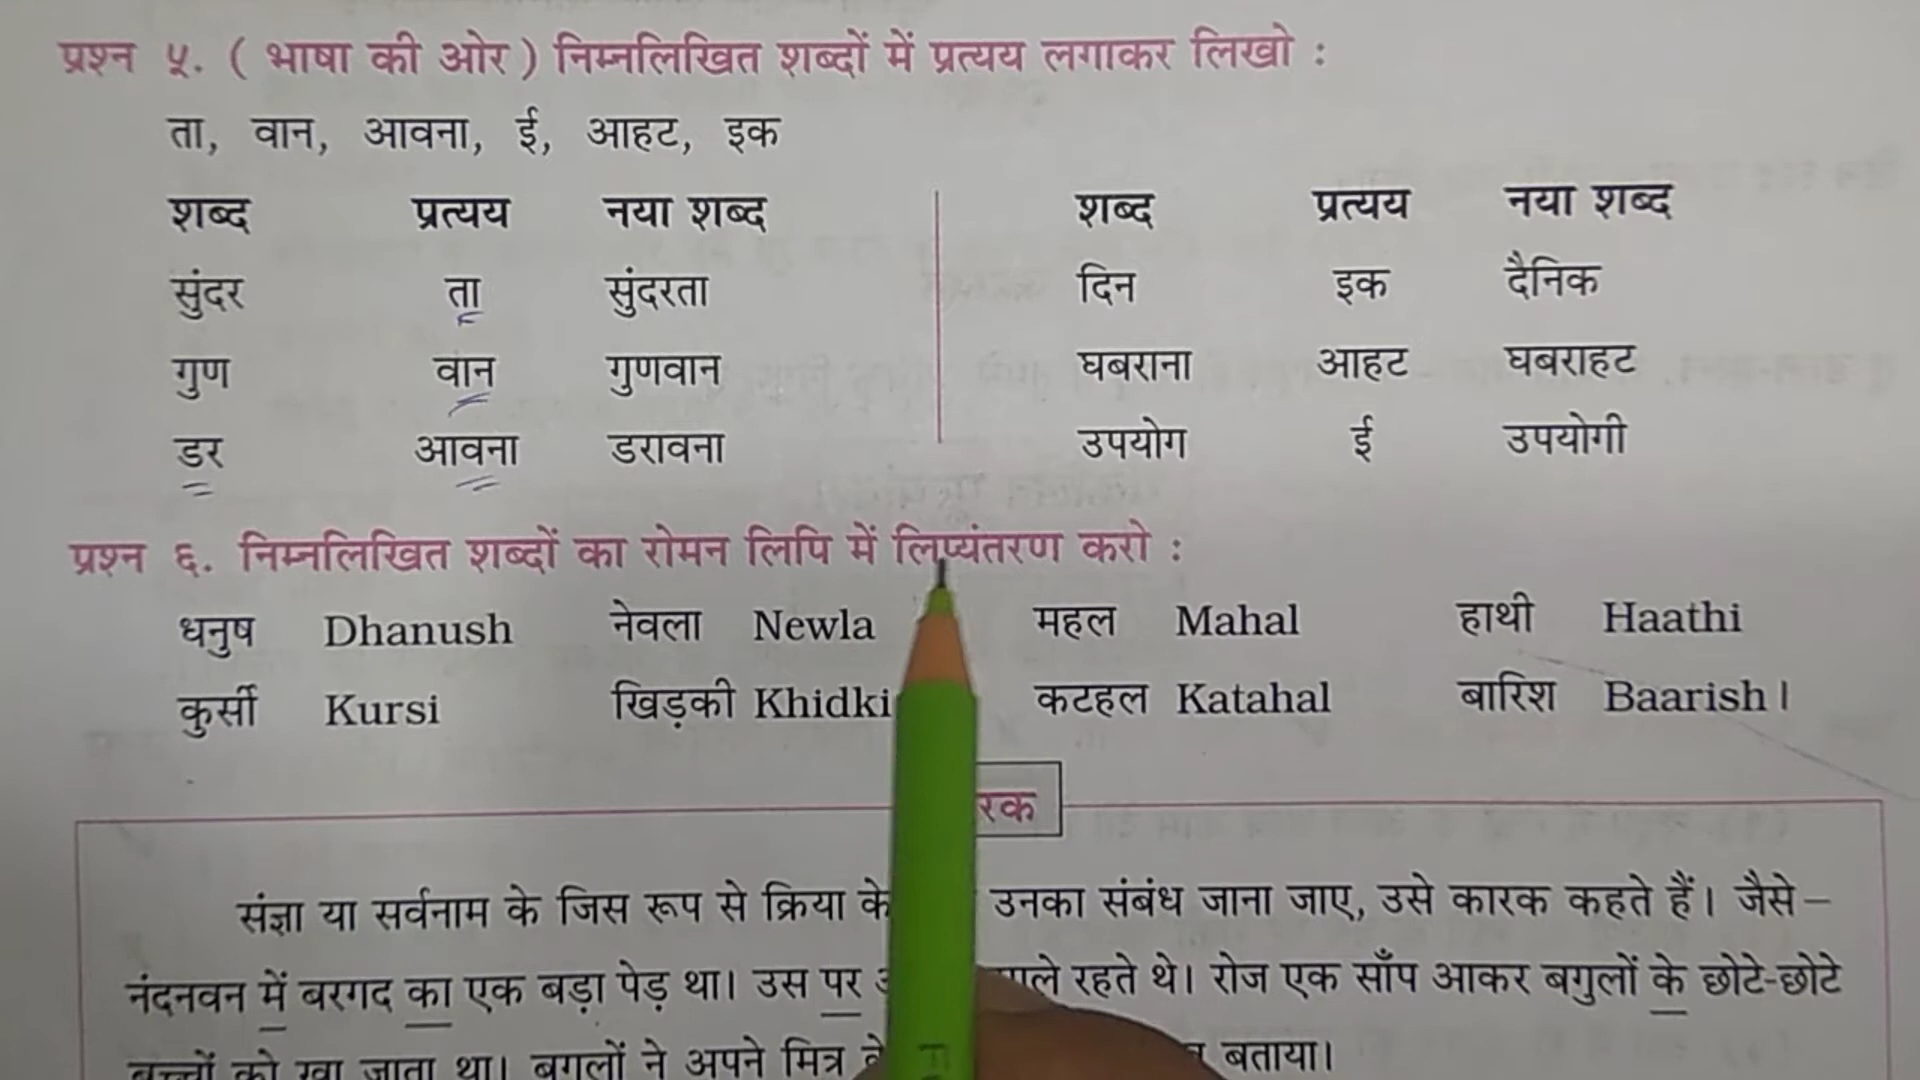 प्रश्न ५. ( भाषा की ओर ) निम्नलिखित शब्दों में प्रत्यय लगाकर लिखो :
ता, वान, आवना, ई, आहट, इक
शब्द प्रत्यय नया शब्द शब्द प्रत्यय नया शब्द
सुंदर ता सुंदरता दिन इक दैनिक
गुण वान गुणवान घबराना आहट घबराहट
डर आवना डरावना उपयोग ई उपयोगी
प्रश्न ६. निम्नलिखित शब्दों का रोमन लिपि में लिप्यंतरण करो :
धनुष Dhanush नेवला Newla महल Mahal हाथी Haathi
कुर्सी Kursi खिड़की Khidki कटहल Katahal बारिश Baarish।
संज्ञा या सर्वनाम के जिस रूप से क्रिया के उनका संबंध जाना जाए, उसे कारक कहते हैं। जैसे–
नंदनवन में बरगद का एक बड़ा पेड़ था। उस पर रहते थे। रोज एक साँप आकर बगुलों के छोटे-छोटे
बच्चों को खा जाता था। बगुलों ने अपने मित्र बताया।